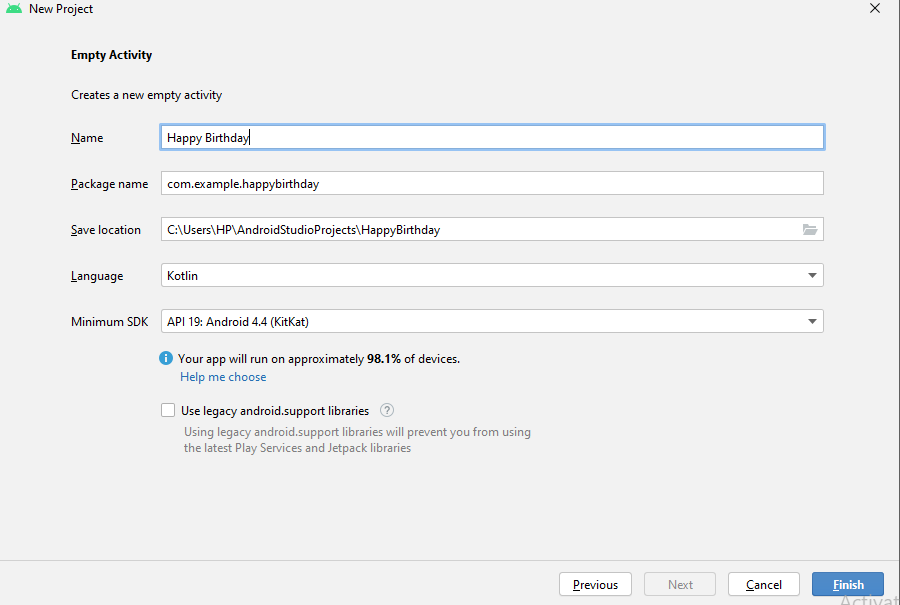 New Project
Empty Activity
Creates a new empty activity
Name Happy Birthday
Package name com.example.happybirthday
Save location C:\Users\HP\AndroidStudioProjects\HappyBirthday
Language Kotlin
Minimum SDK API 19: Android 4.4 (KitKat)
Your app will run on approximately 98.1% of devices.
Help me choose
Use legacy android.support libraries ?
Using legacy android.support libraries will prevent you from using
the latest Play Services and Jetpack libraries
Previous Next Cancel Finish
Activat